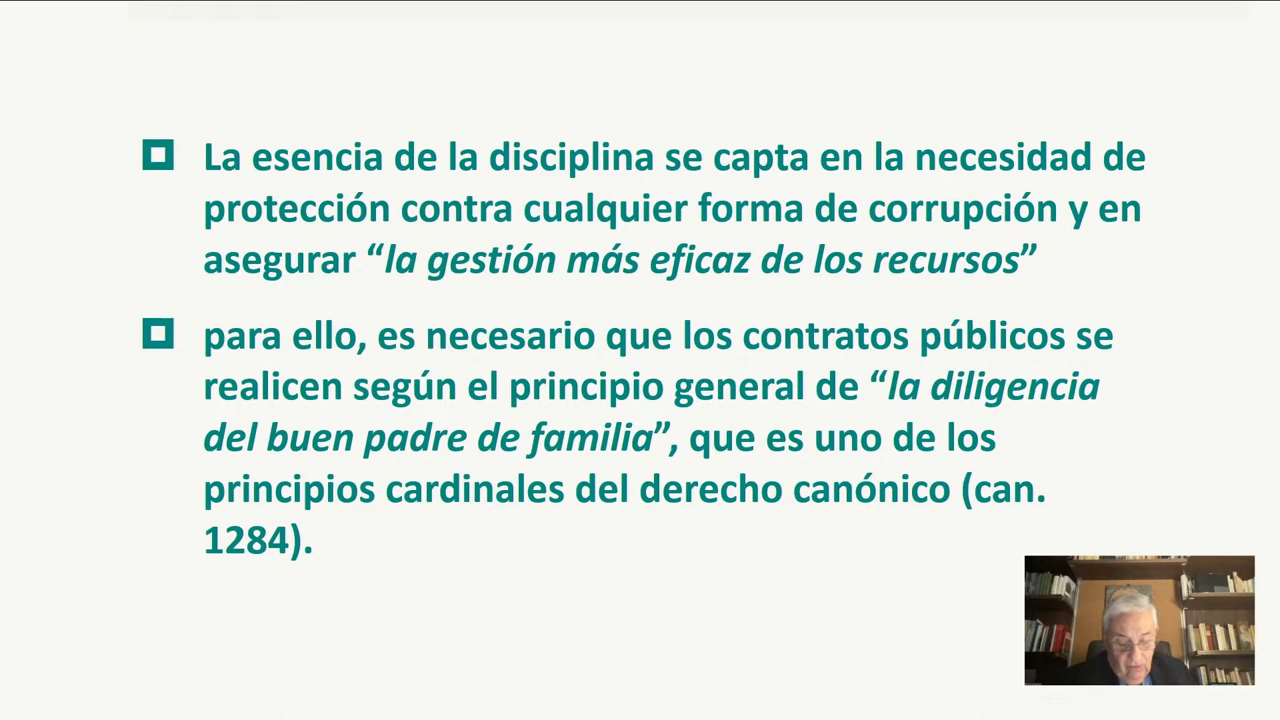 La esencia de la disciplina se capta en la necesidad de
protección contra cualquier forma de corrupción y en
asegurar “la gestión más eficaz de los recursos”
para ello, es necesario que los contratos públicos se
realicen según el principio general de “la diligencia
del buen padre de familia”, que es uno de los
principios cardinales del derecho canónico (can.
1284).